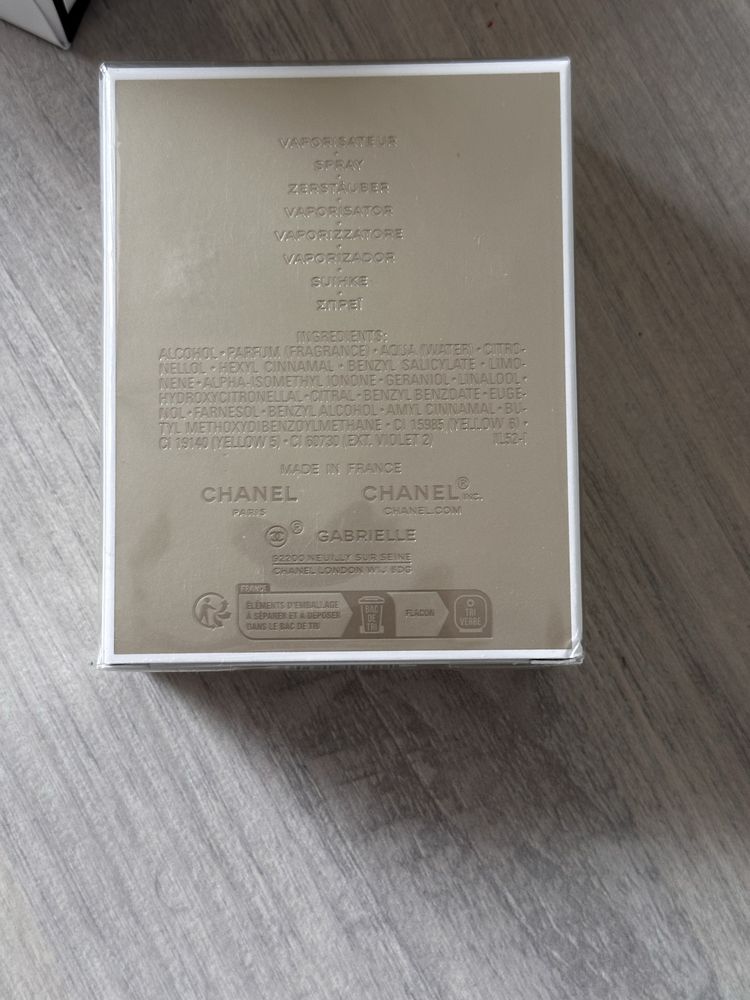 VAPORISATEUR
SPRAY
ZERSTÄUBER
VAPORISATOR
VAPORIZZATORE
VAPORIZADOR
SUIHKE
ΣΠΡΕΪ
INGREDIENTS:
ALCOHOL • PARFUM (FRAGRANCE) • AQUA (WATER) • CITRO-
NELLOL • HEXYL CINNAMAL • BENZYL SALICYLATE • LIMO-
NENE • ALPHA-ISOMETHYL IONONE • GERANIOL • LINALOOL •
HYDROXYCITRONELLAL • CITRAL • BENZYL BENZOATE • EUGE-
NOL • FARNESOL • BENZYL ALCOHOL • AMYL CINNAMAL • BU-
TYL METHOXYDIBENZOYLMETHANE • CI 15985 (YELLOW 6) •
CI 19140 (YELLOW 5) • CI 60730 (EXT. VIOLET 2)
MADE IN FRANCE
CHANEL CHANEL® INC.
PARIS CHANEL.COM
® GABRIELLE
92200 NEUILLY SUR SEINE
CHANEL LONDON W1J 6DG
FRANCE
ÉLÉMENTS D'EMBALLAGE
À SÉPARER ET À DÉPOSER
DANS LE BAC DE TRI
BAC
DE
TRI
FLACON
TRI
VERRE